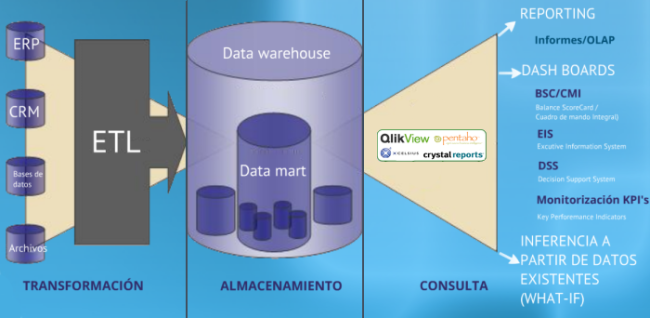 ERP
CRM
Bases de
datos
Archivos
ETL
TRANSFORMACIÓN
Data warehouse
Data mart
ALMACENAMIENTO
QlikView
pentaho
XCELSIUS
crystal reports
CONSULTA
REPORTING
Informes/OLAP
DASH BOARDS
BSC/CMI
Balance ScoreCard /
Cuadro de mando Integral)
EIS
Excutive Information System
DSS
Decision Support System
Monitorización KPI's
Key Performance Indicators
INFERENCIA A
PARTIR DE DATOS
EXISTENTES
(WHAT-IF)